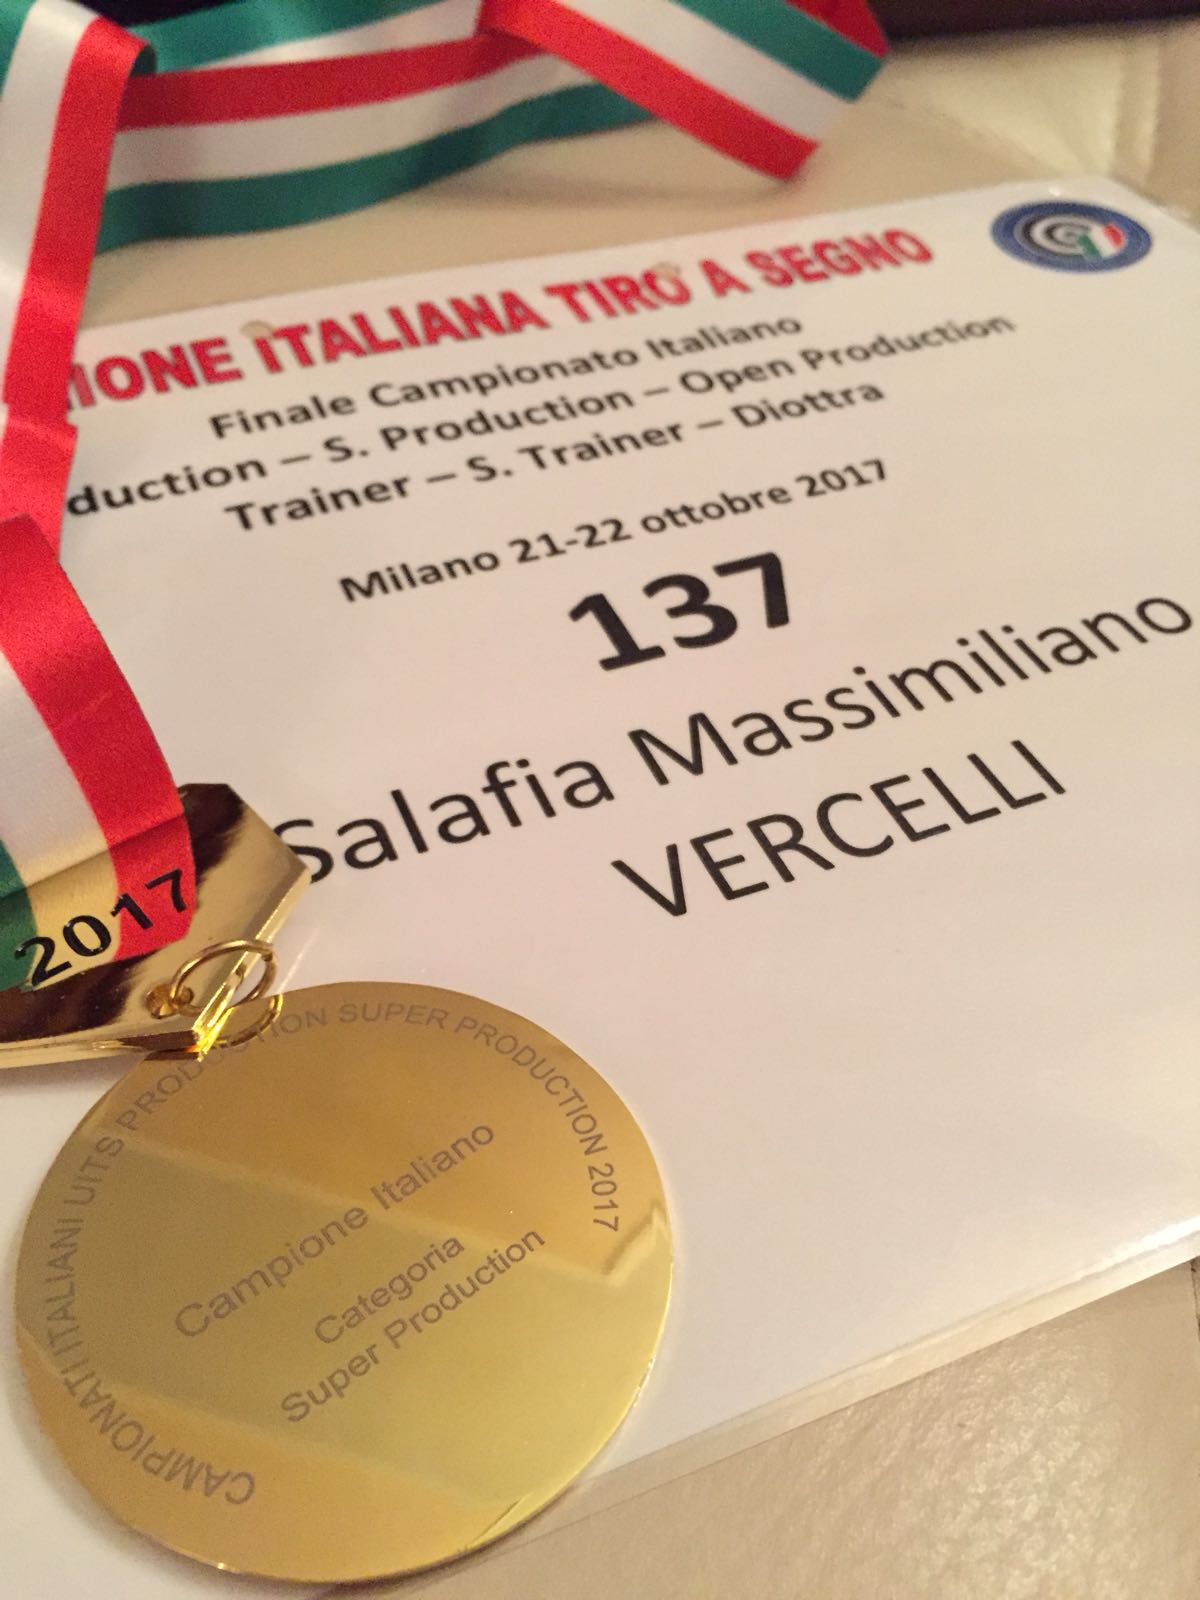 IONE ITALIANA TIRO A SEGNO
Finale Campionato Italiano
duction – S. Production – Open Production
Trainer – S. Trainer – Diottra
Milano 21-22 ottobre 2017
137
Salafia Massimiliano
VERCELLI
2017
CAMPIONATI ITALIANI UITS PRODUCTION SUPER PRODUCTION 2017
Campione Italiano
Categoria
Super Production